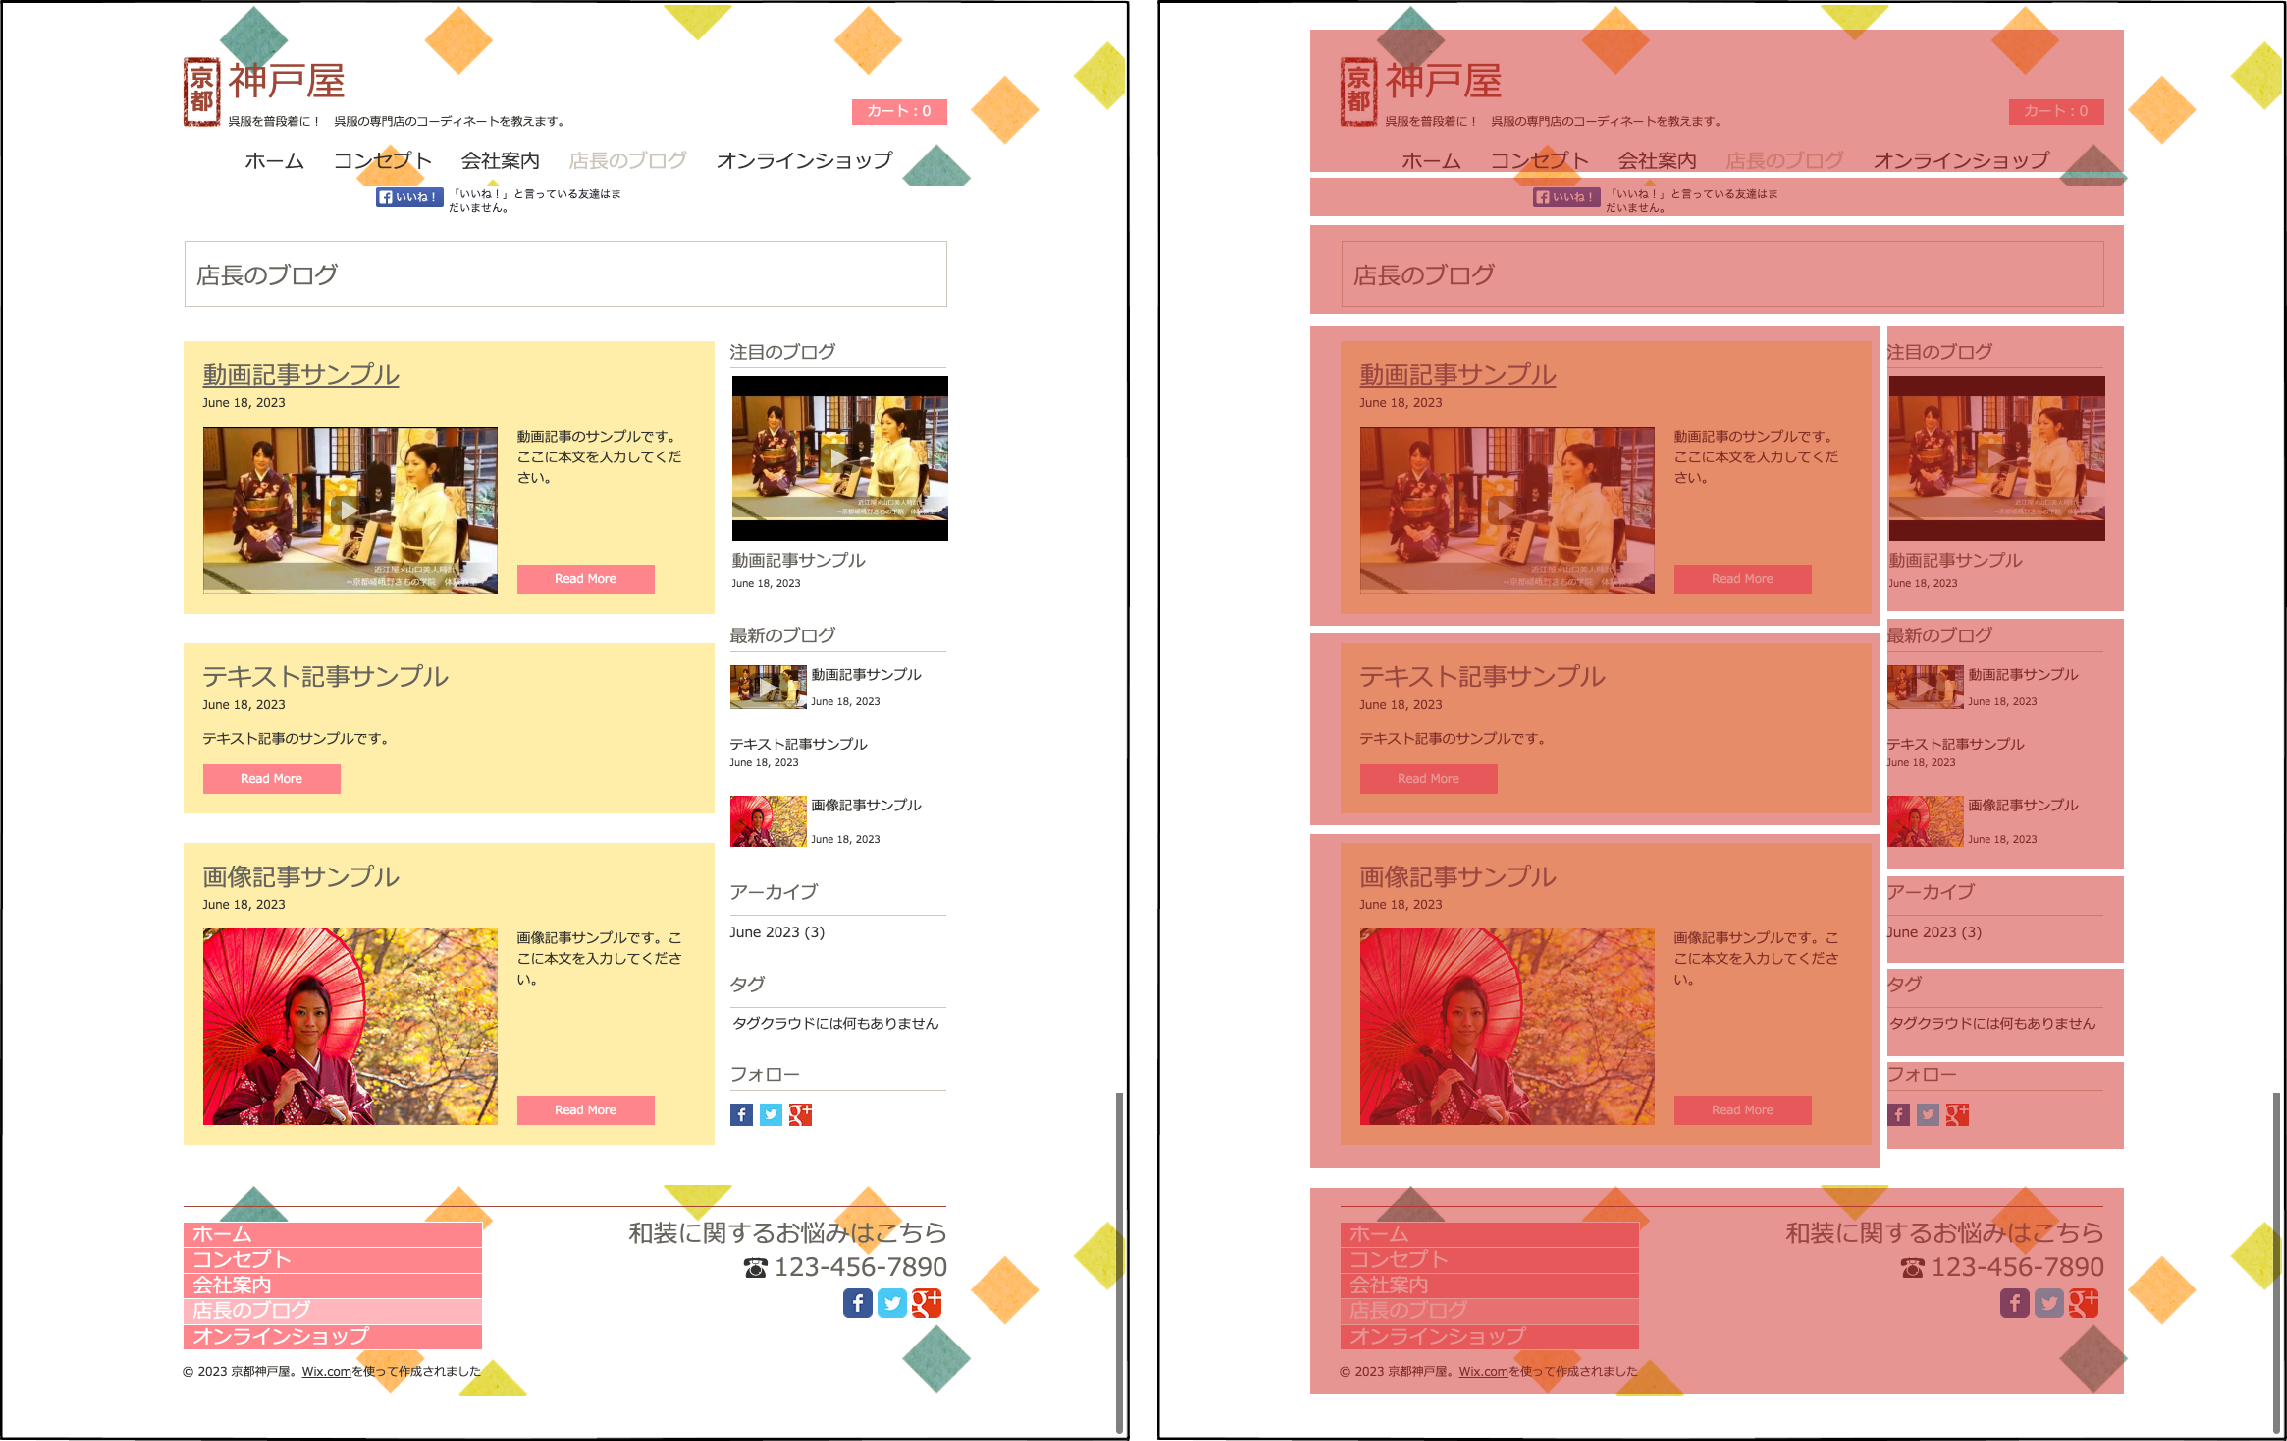 京都
神戸屋
呉服を普段着に！　呉服の専門店のコーディネートを教えます。
カート：0
ホーム
コンセプト
会社案内
店長のブログ
オンラインショップ
いいね！
「いいね！」と言っている友達はま
だいません。
店長のブログ
動画記事サンプル
June 18, 2023
動画記事のサンプルです。
ここに本文を入力してくだ
さい。
近江屋×山口美人時計
~京都嵯峨野きもの学院　体験教室~
Read More
テキスト記事サンプル
June 18, 2023
テキスト記事のサンプルです。
Read More
画像記事サンプル
June 18, 2023
画像記事サンプルです。こ
こに本文を入力してくださ
い。
Read More
注目のブログ
動画記事サンプル
June 18, 2023
最新のブログ
動画記事サンプル
June 18, 2023
テキスト記事サンプル
June 18, 2023
画像記事サンプル
June 18, 2023
アーカイブ
June 2023 (3)
タグ
タグクラウドには何もありません
フォロー
ホーム
コンセプト
会社案内
店長のブログ
オンラインショップ
和装に関するお悩みはこちら
123-456-7890
© 2023 京都神戸屋。Wix.comを使って作成されました
京都
神戸屋
呉服を普段着に！　呉服の専門店のコーディネートを教えます。
カート：0
ホーム
コンセプト
会社案内
店長のブログ
オンラインショップ
いいね！
「いいね！」と言っている友達はま
だいません。
店長のブログ
動画記事サンプル
June 18, 2023
動画記事のサンプルです。
ここに本文を入力してくだ
さい。
Read More
テキスト記事サンプル
June 18, 2023
テキスト記事のサンプルです。
Read More
画像記事サンプル
June 18, 2023
画像記事サンプルです。こ
こに本文を入力してくださ
い。
Read More
注目のブログ
動画記事サンプル
June 18, 2023
最新のブログ
動画記事サンプル
June 18, 2023
テキスト記事サンプル
June 18, 2023
画像記事サンプル
June 18, 2023
アーカイブ
June 2023 (3)
タグ
タグクラウドには何もありません
フォロー
ホーム
コンセプト
会社案内
店長のブログ
オンラインショップ
和装に関するお悩みはこちら
123-456-7890
© 2023 京都神戸屋。Wix.comを使って作成されました